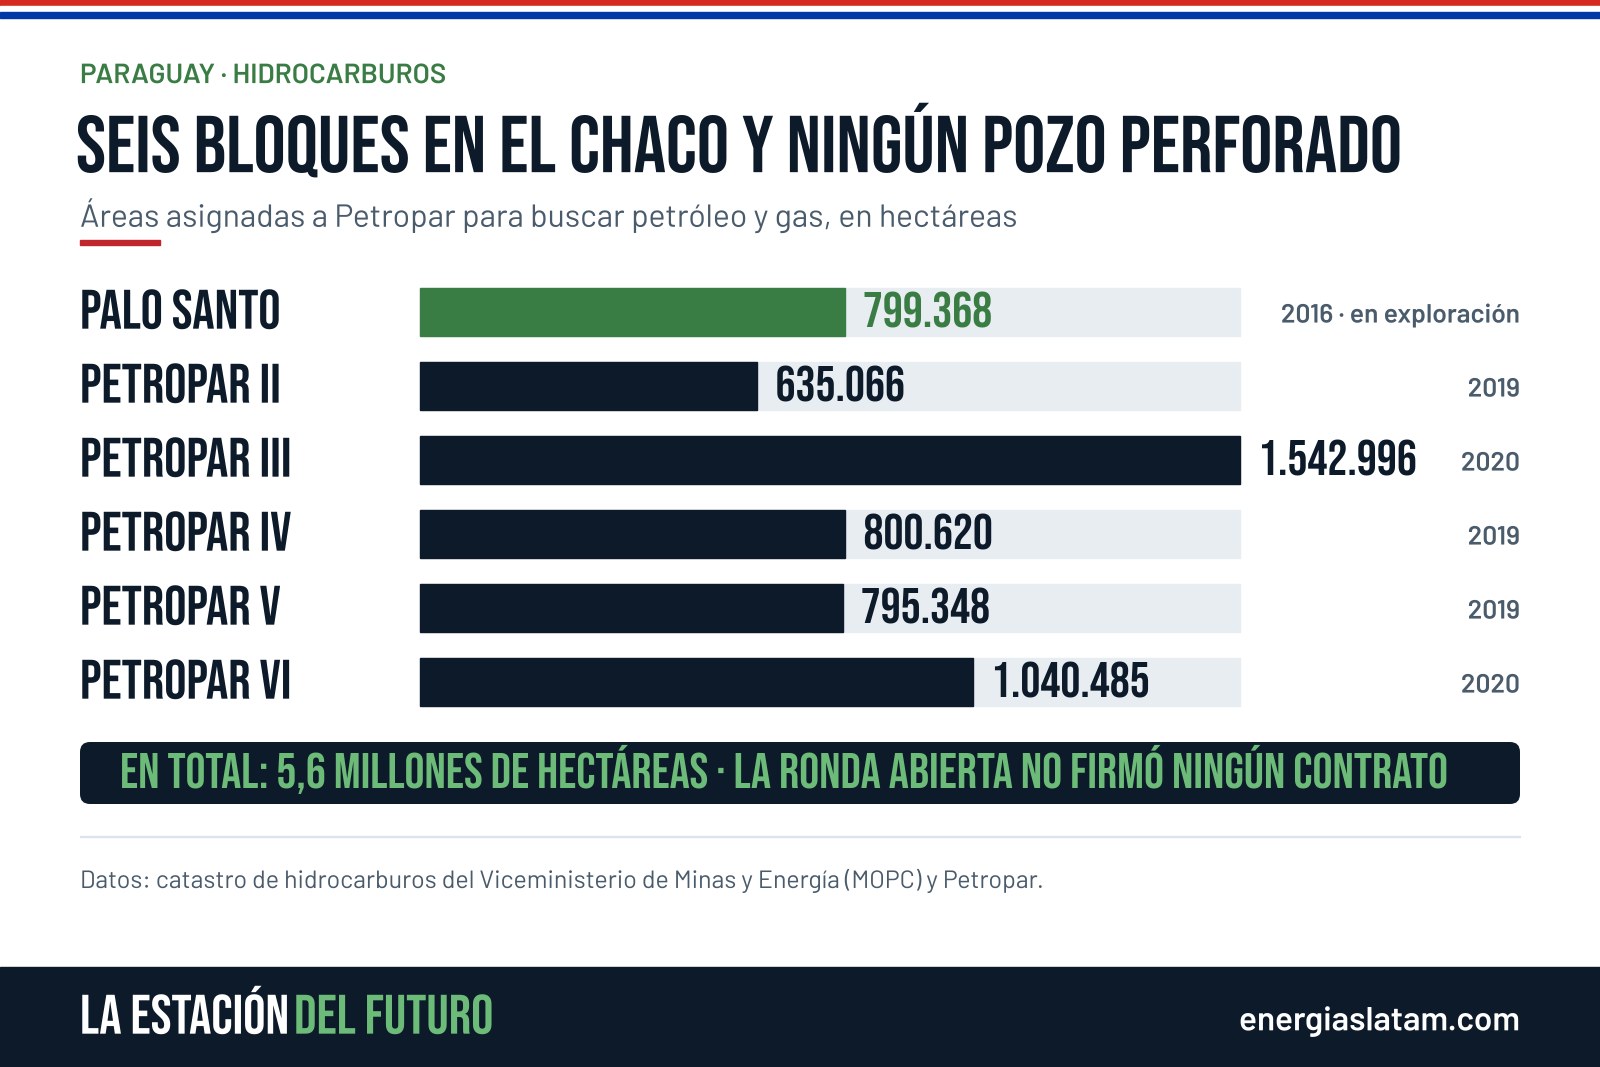 PARAGUAY · HIDROCARBUROS
SEIS BLOQUES EN EL CHACO Y NINGÚN POZO PERFORADO
Áreas asignadas a Petropar para buscar petróleo y gas, en hectáreas
PALO SANTO 799.368 2016 · en exploración
PETROPAR II 635.066 2019
PETROPAR III 1.542.996 2020
PETROPAR IV 800.620 2019
PETROPAR V 795.348 2019
PETROPAR VI 1.040.485 2020
EN TOTAL: 5,6 MILLONES DE HECTÁREAS · LA RONDA ABIERTA NO FIRMÓ NINGÚN CONTRATO
Datos: catastro de hidrocarburos del Viceministerio de Minas y Energía (MOPC) y Petropar.
LA ESTACIÓN DEL FUTURO energiaslatam.com